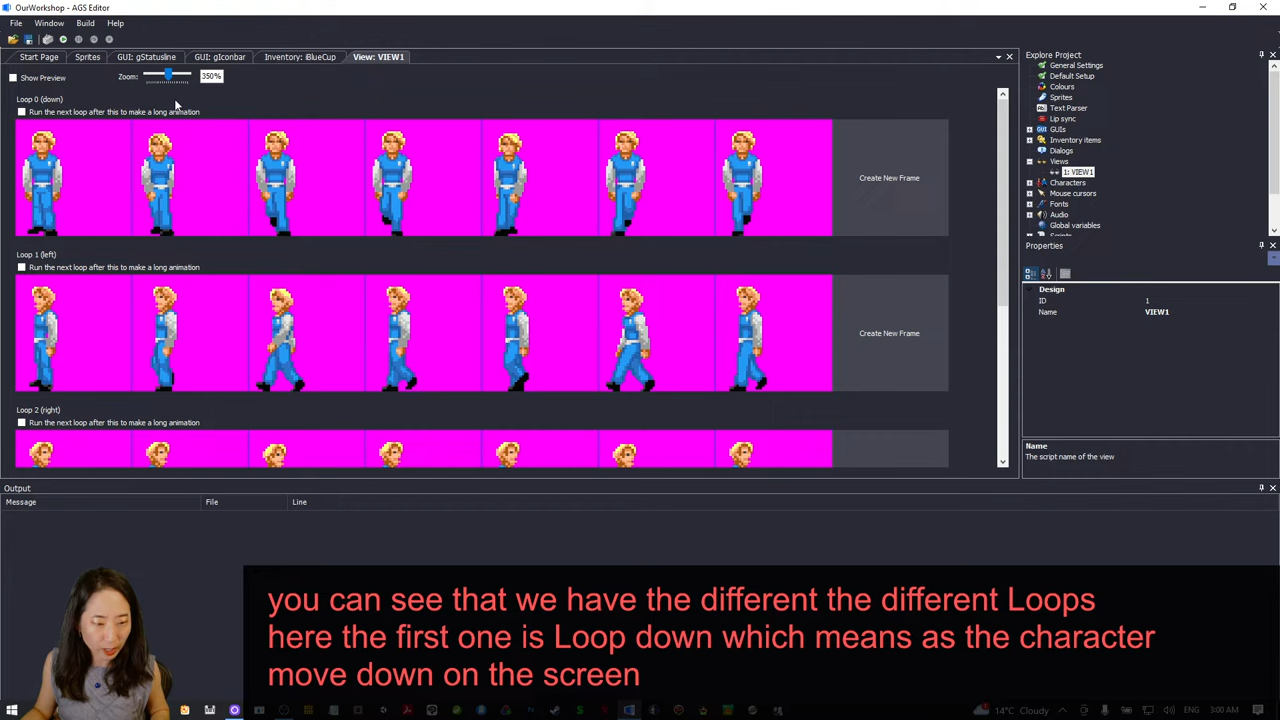 OurWorkshop - AGS Editor
File Window Build Help
Start Page Sprites GUI: gStatusline GUI: gIconbar Inventory: iBlueCup View: VIEW1
Show Preview Zoom: 350%
Loop 0 (down)
Run the next loop after this to make a long animation
Create New Frame
Loop 1 (left)
Run the next loop after this to make a long animation
Create New Frame
Loop 2 (right)
Run the next loop after this to make a long animation
Explore Project
General Settings
Default Setup
Colours
Sprites
Text Parser
Lip sync
GUIs
Inventory items
Dialogs
Views
1: VIEW1
Characters
Mouse cursors
Fonts
Audio
Global variables
Properties
Design
ID 1
Name VIEW1
Name
The script name of the view
Output
Message File Line
you can see that we have the different the different Loops
here the first one is Loop down which means as the character
move down on the screen
14°C Cloudy ENG 3:00 AM